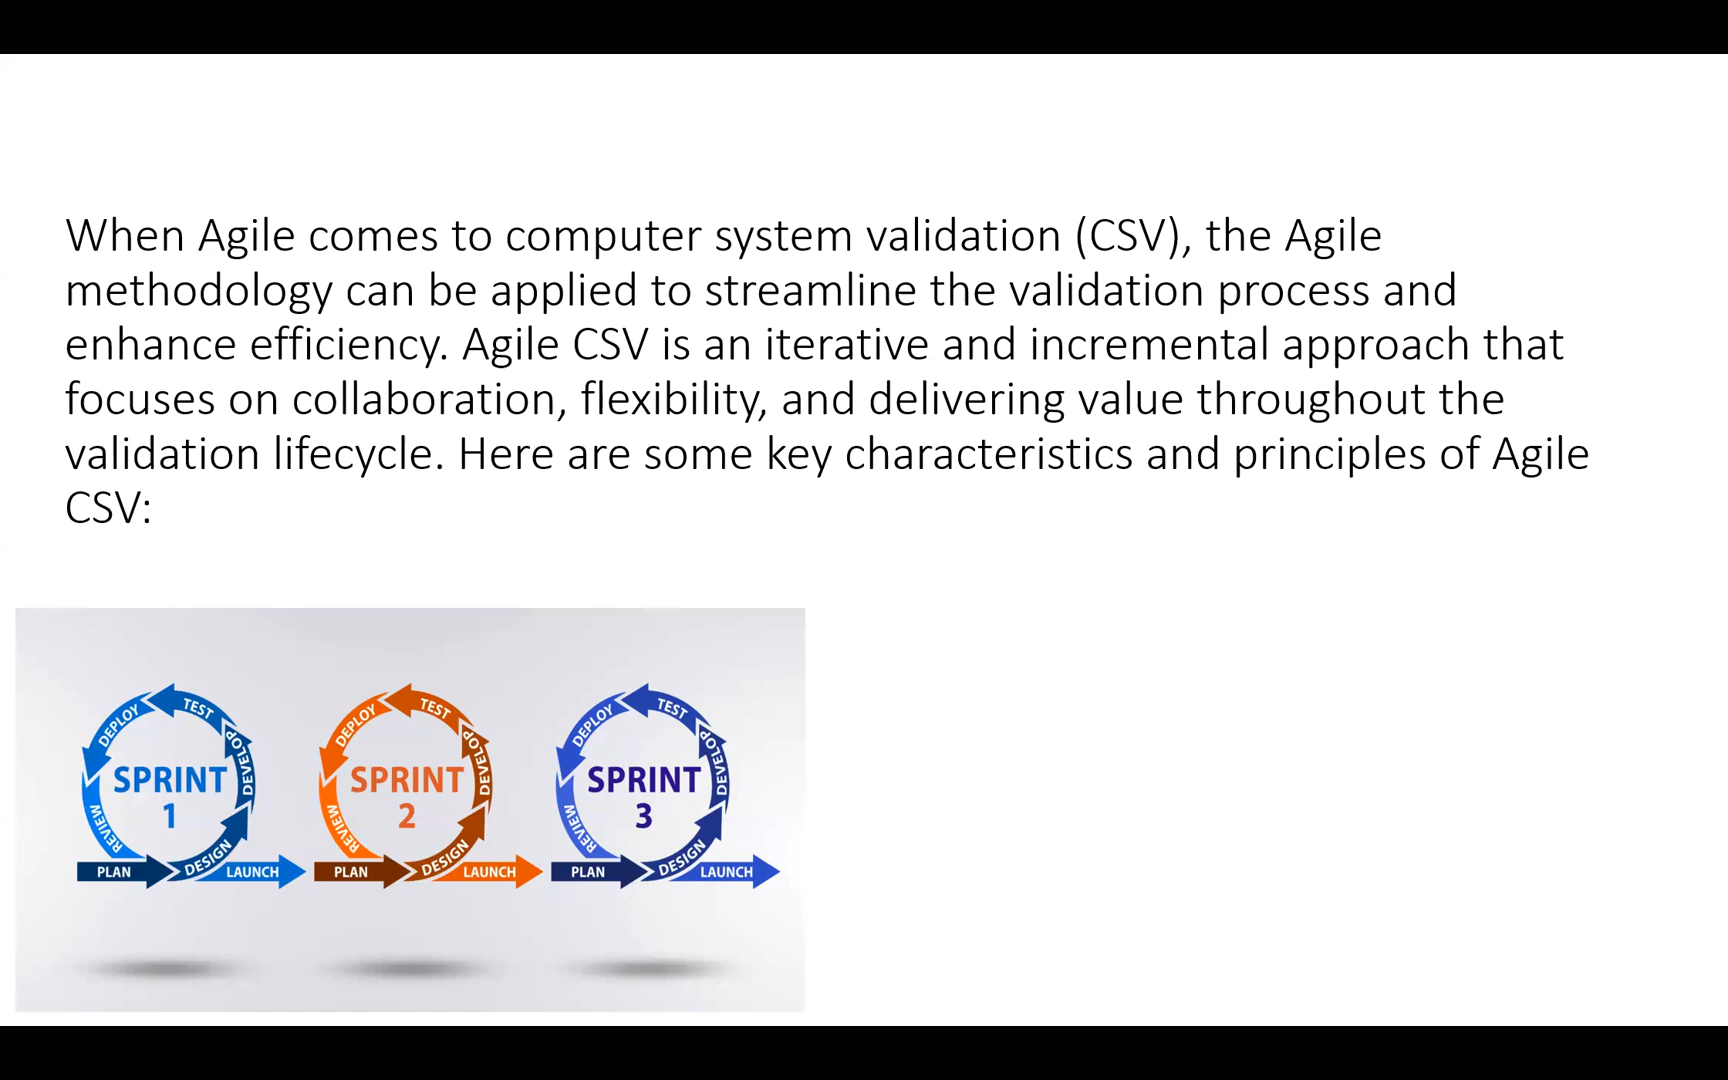 When Agile comes to computer system validation (CSV), the Agile
methodology can be applied to streamline the validation process and
enhance efficiency. Agile CSV is an iterative and incremental approach that
focuses on collaboration, flexibility, and delivering value throughout the
validation lifecycle. Here are some key characteristics and principles of Agile
CSV:
SPRINT
1
PLAN
DESIGN
DEVELOP
TEST
DEPLOY
REVIEW
LAUNCH
SPRINT
2
PLAN
DESIGN
DEVELOP
TEST
DEPLOY
REVIEW
LAUNCH
SPRINT
3
PLAN
DESIGN
DEVELOP
TEST
DEPLOY
REVIEW
LAUNCH